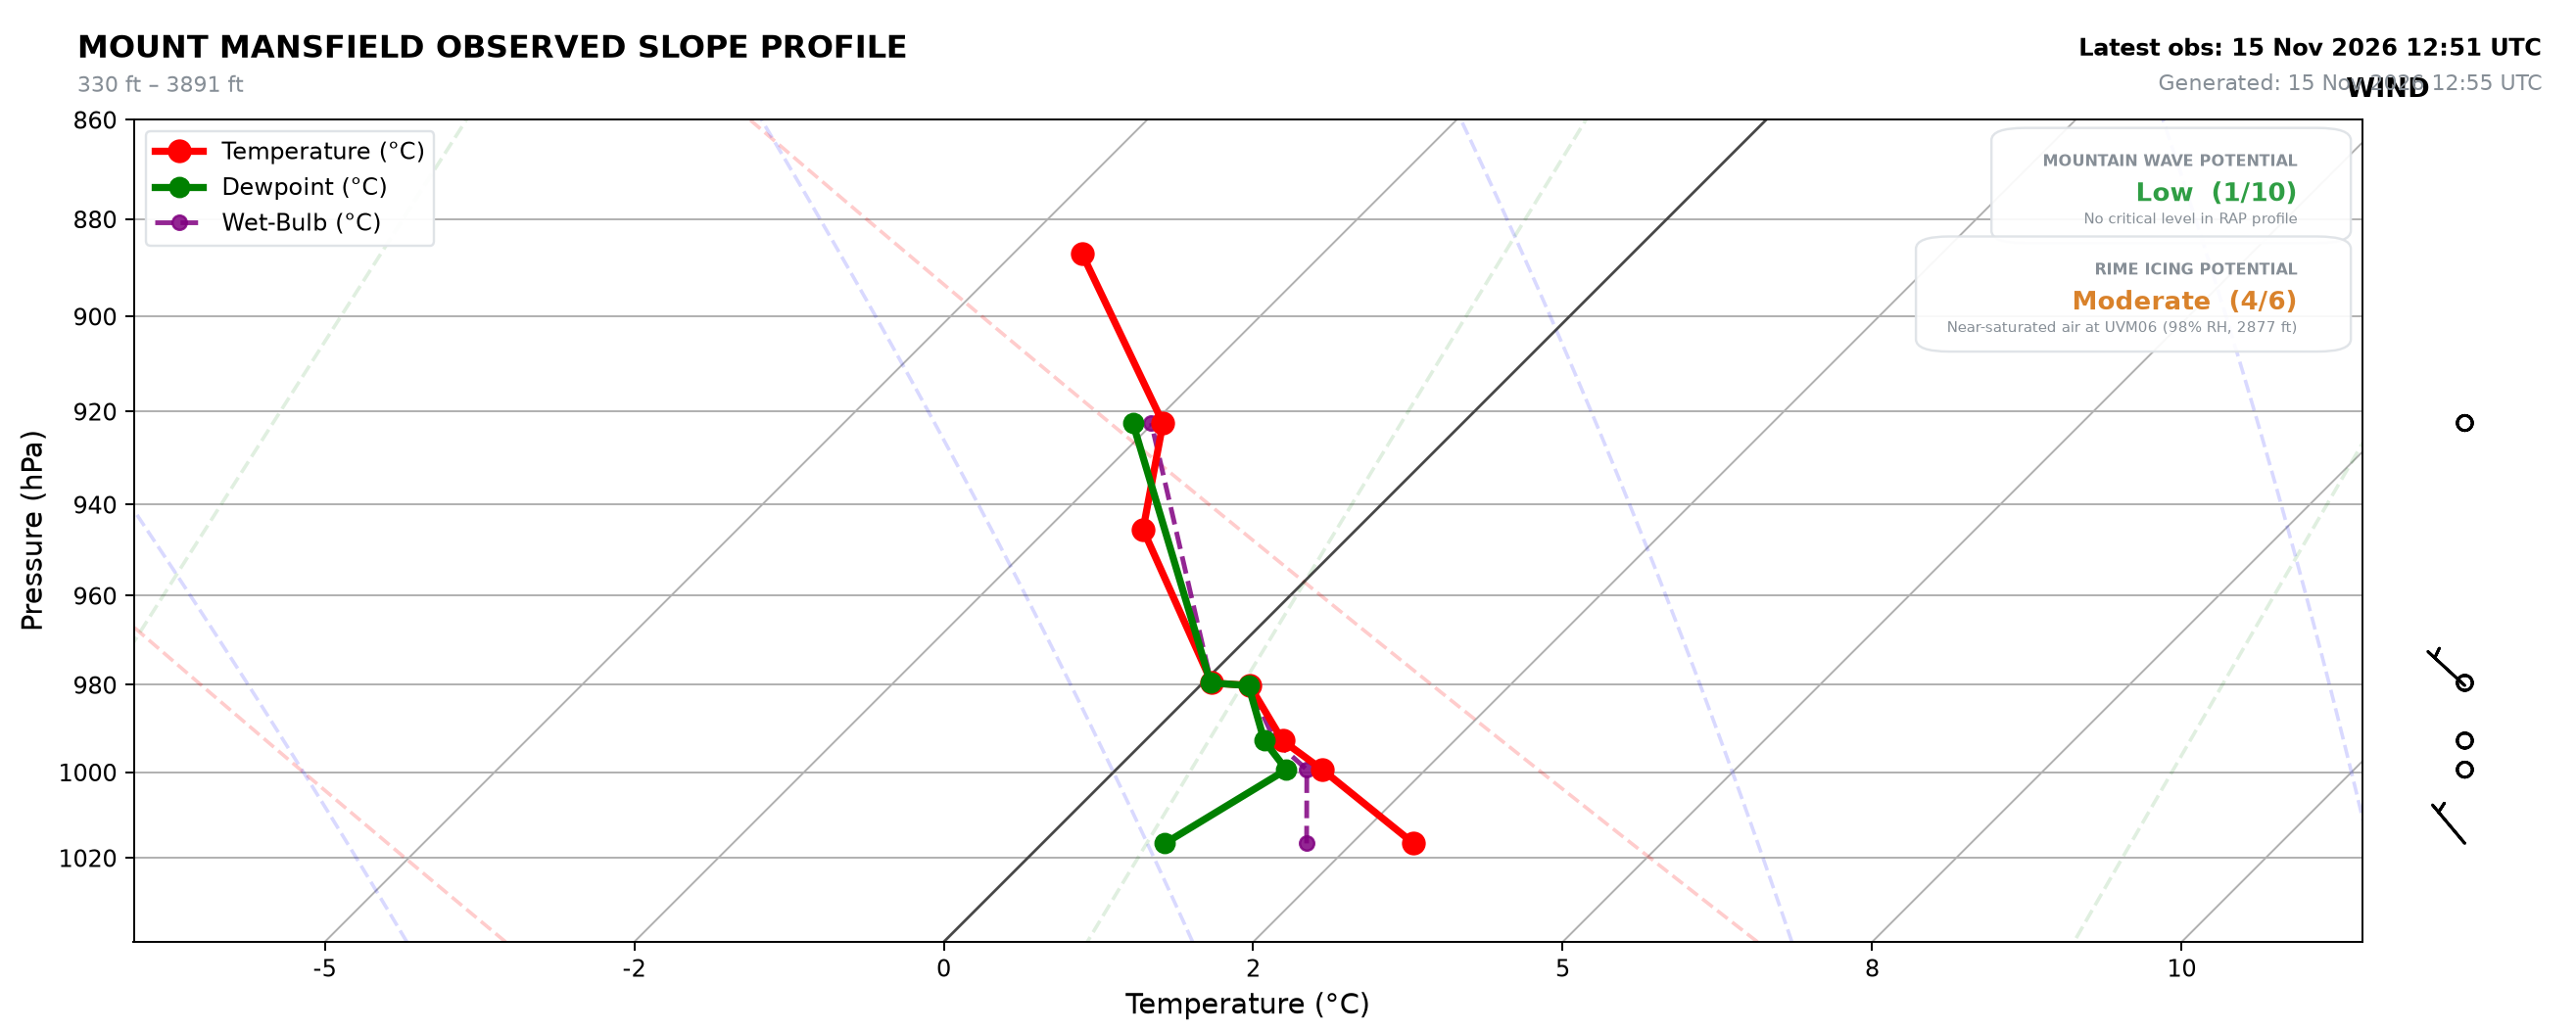 MOUNT MANSFIELD OBSERVED SLOPE PROFILE
330 ft – 3891 ft
Latest obs: 15 Nov 2026 12:51 UTC
Generated: 15 Nov 2026 12:55 UTC
WIND
Temperature (°C)
Dewpoint (°C)
Wet-Bulb (°C)
MOUNTAIN WAVE POTENTIAL
Low (1/10)
No critical level in RAP profile
RIME ICING POTENTIAL
Moderate (4/6)
Near-saturated air at UVM06 (98% RH, 2877 ft)
Pressure (hPa)
860
880
900
920
940
960
980
1000
1020
-5
-2
0
2
5
8
10
Temperature (°C)